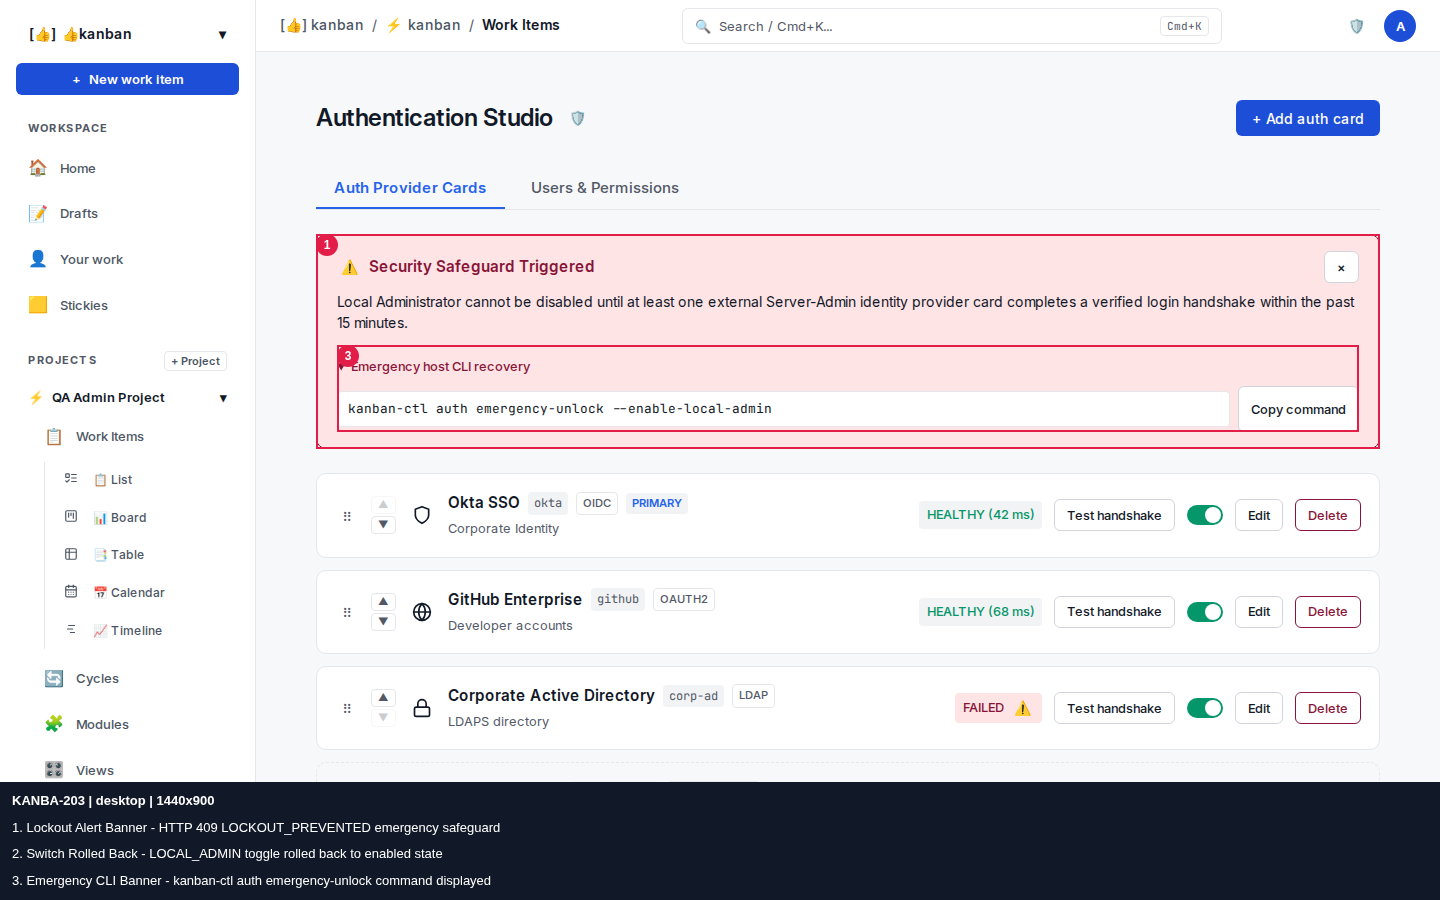 [👍] 👍kanban ▼
+ New work item
WORKSPACE
🏠 Home
📝 Drafts
👤 Your work
🟨 Stickies
PROJECTS + Project
⚡ QA Admin Project ▼
📋 Work Items
📋 List
📊 Board
📑 Table
📅 Calendar
📈 Timeline
🔄 Cycles
🧩 Modules
🎛️ Views
[👍] kanban / ⚡ kanban / Work Items
🔍 Search / Cmd+K... Cmd+K
🛡️ A
Authentication Studio 🛡️
+ Add auth card
Auth Provider Cards Users & Permissions
1
⚠️ Security Safeguard Triggered ×
Local Administrator cannot be disabled until at least one external Server-Admin identity provider card completes a verified login handshake within the past
15 minutes.
3
▼ Emergency host CLI recovery
kanban-ctl auth emergency-unlock --enable-local-admin Copy command
Okta SSO okta OIDC PRIMARY
Corporate Identity
HEALTHY (42 ms) Test handshake Edit Delete
GitHub Enterprise github OAUTH2
Developer accounts
HEALTHY (68 ms) Test handshake Edit Delete
Corporate Active Directory corp-ad LDAP
LDAPS directory
FAILED ⚠️ Test handshake Edit Delete
KANBA-203 | desktop | 1440x900
1. Lockout Alert Banner - HTTP 409 LOCKOUT_PREVENTED emergency safeguard
2. Switch Rolled Back - LOCAL_ADMIN toggle rolled back to enabled state
3. Emergency CLI Banner - kanban-ctl auth emergency-unlock command displayed